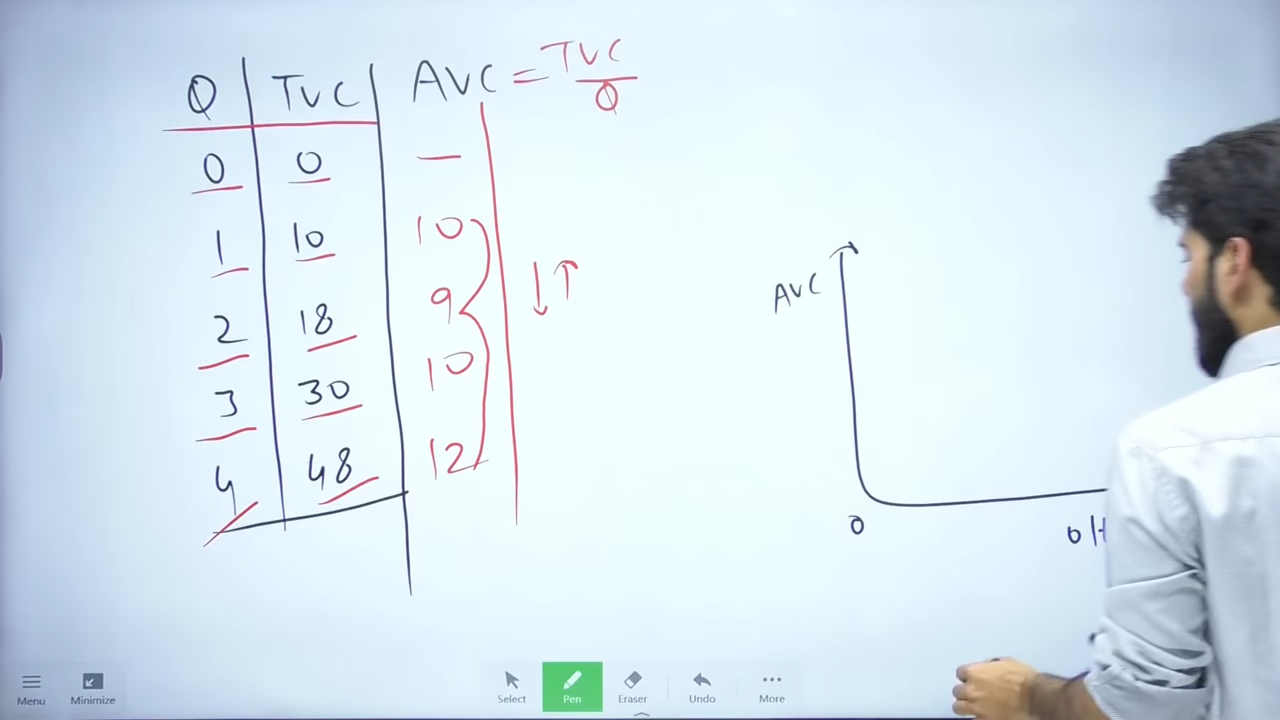 Q TVC AVC = TVC/Q
0 0 —
1 10 10
2 18 9 ↓↑
3 30 10
4 48 12
AVC
0
Menu Minimize Select Pen Eraser Undo More